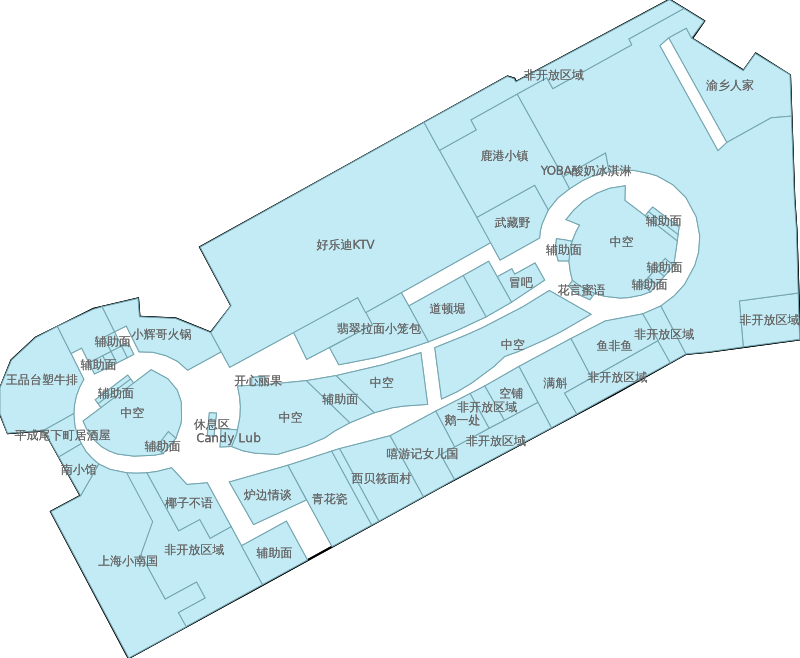 非开放区域
渝乡人家
鹿港小镇
YOBA酸奶冰淇淋
武藏野
辅助面
好乐迪KTV
中空
辅助面
辅助面
冒吧
花言蜜语
辅助面
道顿堀
非开放区域
小辉哥火锅
翡翠拉面小笼包
非开放区域
辅助面
中空
鱼非鱼
辅助面
王品台塑牛排
开心丽果
中空
满斛
非开放区域
辅助面
辅助面
空铺
中空
中空
非开放区域
休息区
鹅一处
平成尾下町居酒屋
Candy Lub
辅助面
非开放区域
嘻游记女儿国
南小馆
西贝莜面村
炉边情谈
青花瓷
椰子不语
非开放区域
辅助面
上海小南国